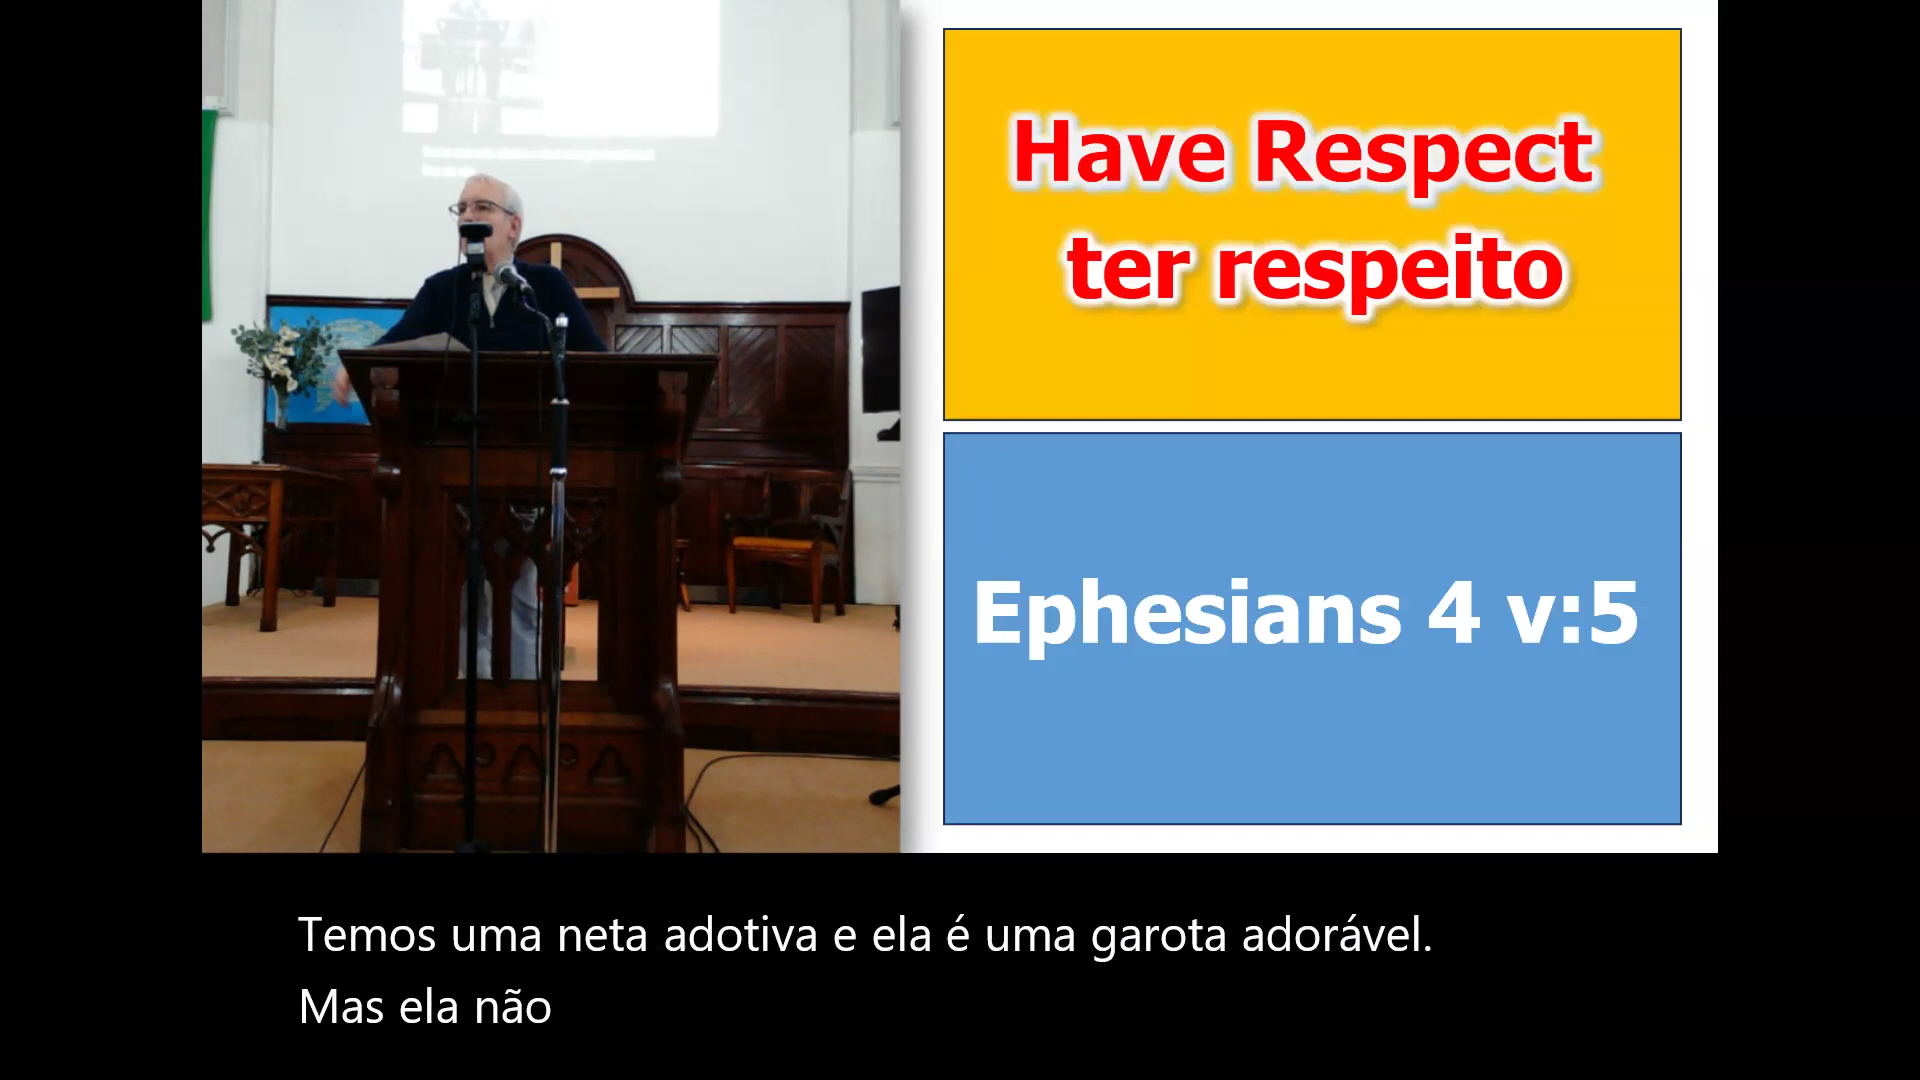 Have Respect
ter respeito
Ephesians 4 v:5
Temos uma neta adotiva e ela é uma garota adorável.
Mas ela não